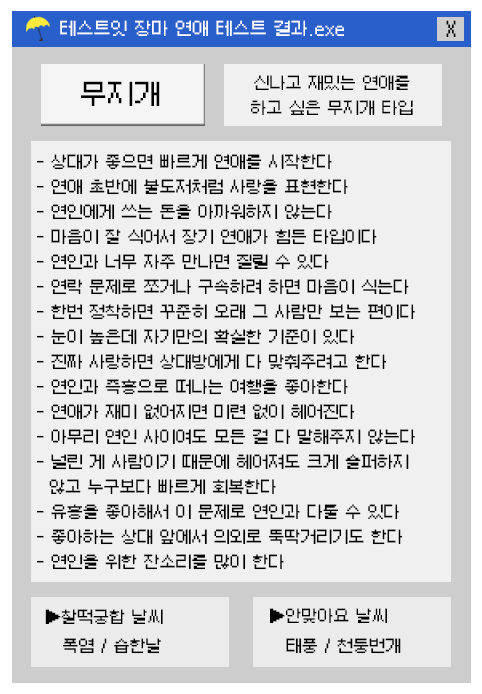 테스트잇 장마 연애 테스트 결과.exe X
무지개
신나고 재밌는 연애를
하고 싶은 무지개 타입
- 상대가 좋으면 빠르게 연애를 시작한다
- 연애 초반에 불도저처럼 사랑을 표현한다
- 연인에게 쓰는 돈을 아까워하지 않는다
- 마음이 잘 식어서 장기 연애가 힘든 타입이다
- 연인과 너무 자주 만나면 질릴 수 있다
- 연락 문제로 쪼거나 구속하려 하면 마음이 식는다
- 한번 정착하면 꾸준히 오래 그 사람만 보는 편이다
- 눈이 높은데 자기만의 확실한 기준이 있다
- 진짜 사랑하면 상대방에게 다 맞춰주려고 한다
- 연인과 즉흥으로 떠나는 여행을 좋아한다
- 연애가 재미 없어지면 미련 없이 헤어진다
- 아무리 연인 사이여도 모든 걸 다 말해주지 않는다
- 널린 게 사람이기 때문에 헤어져도 크게 슬퍼하지
않고 누구보다 빠르게 회복한다
- 유흥을 좋아해서 이 문제로 연인과 다툴 수 있다
- 좋아하는 상대 앞에서 의외로 뚝딱거리기도 한다
- 연인을 위한 잔소리를 많이 한다
▶찰떡궁합 날씨
폭염 / 습한날
▶안맞아요 날씨
태풍 / 천둥번개